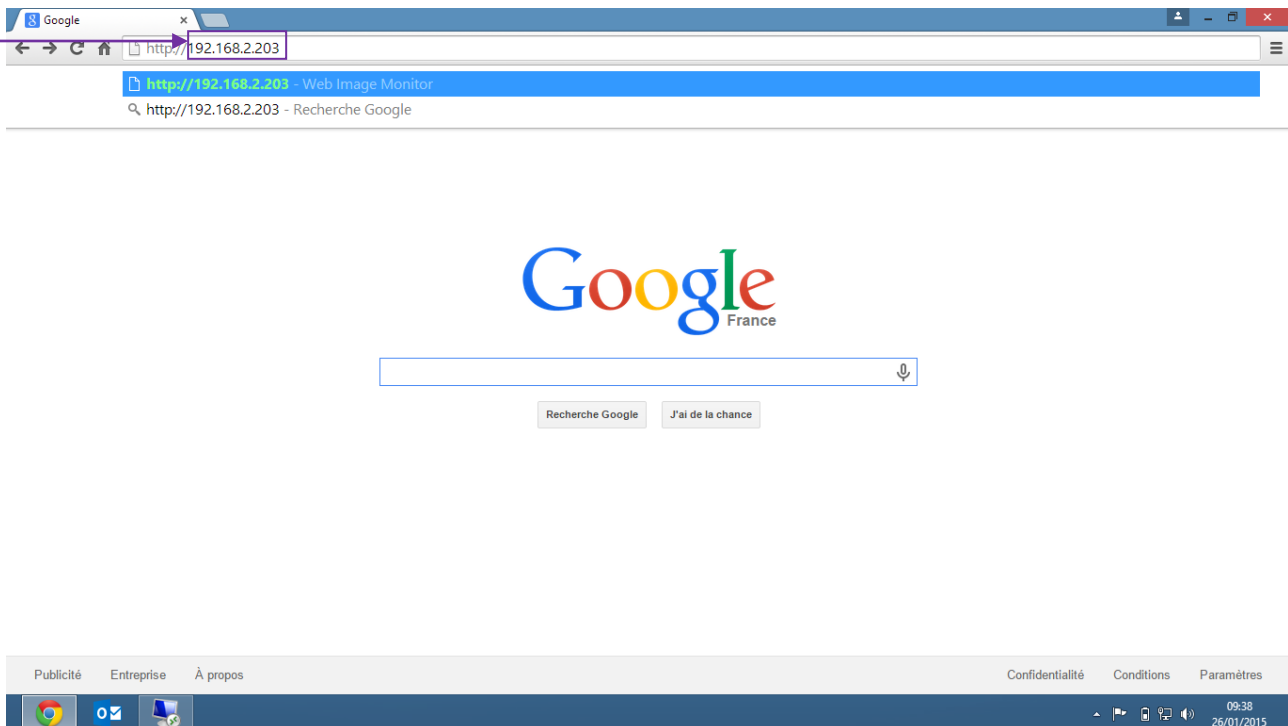 Google
http://192.168.2.203
http://192.168.2.203 - Web Image Monitor
http://192.168.2.203 - Recherche Google
Google
France
Recherche Google J'ai de la chance
Publicité Entreprise À propos Confidentialité Conditions Paramètres
09:38
26/01/2015